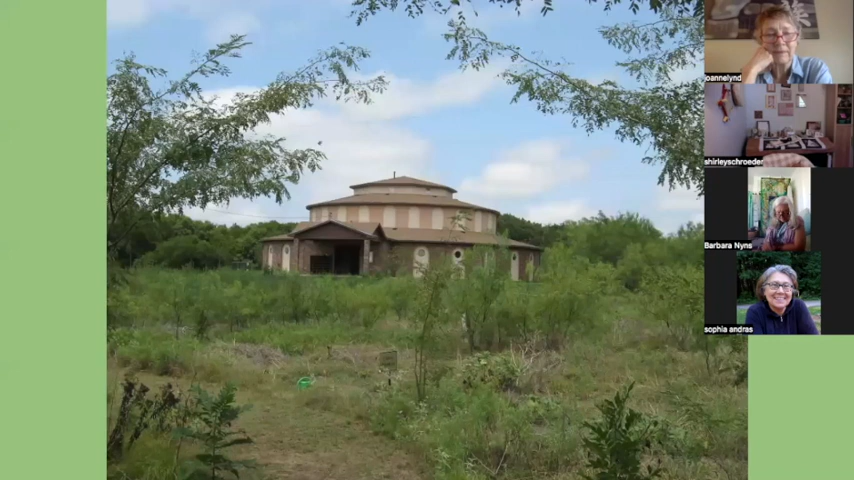 joannelynd
shirleyschroeder
Barbara Nyns
sophia andras